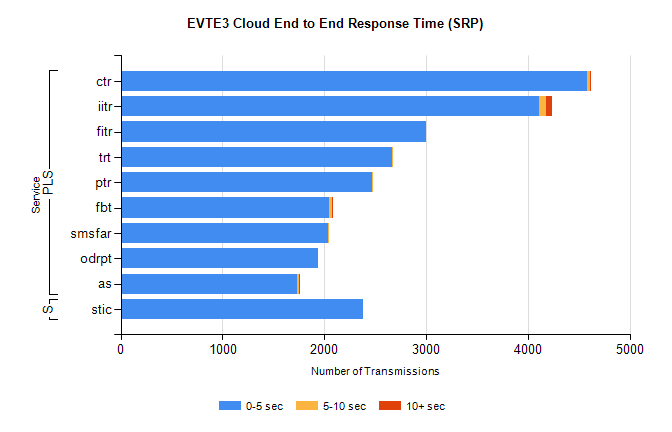 EVTE3 Cloud End to End Response Time (SRP)
Service
PLS
ctr
iitr
fitr
trt
ptr
fbt
smsfar
odrpt
as
stic
0 1000 2000 3000 4000 5000
Number of Transmissions
0-5 sec 5-10 sec 10+ sec